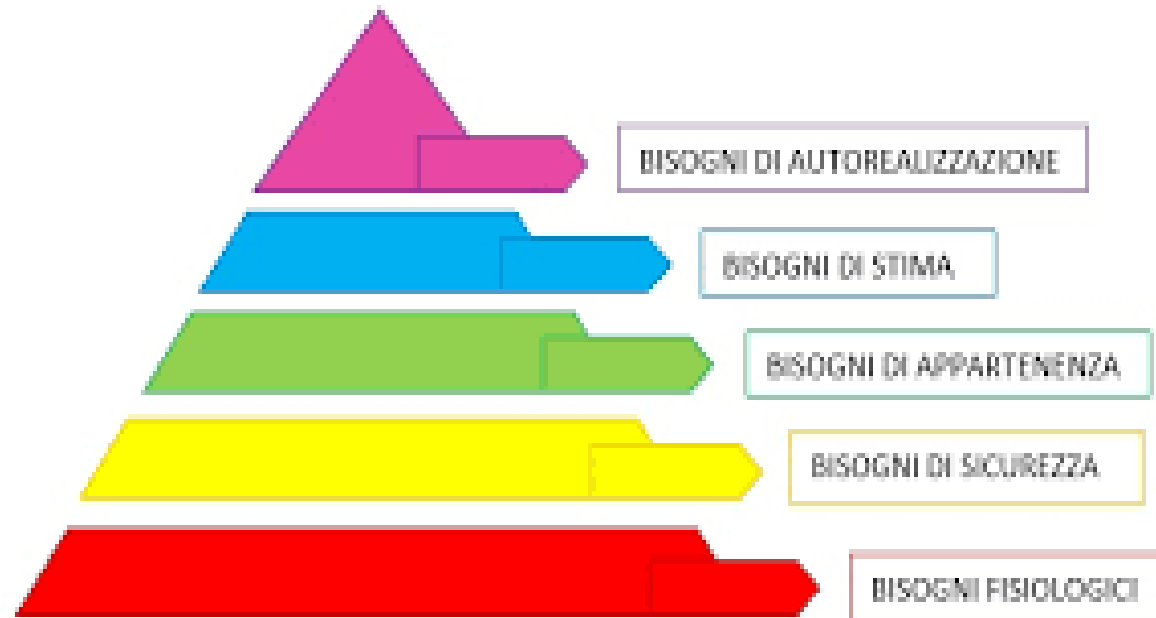 BISOGNI DI AUTOREALIZZAZIONE
BISOGNI DI STIMA
BISOGNI DI APPARTENENZA
BISOGNI DI SICUREZZA
BISOGNI FISIOLOGICI